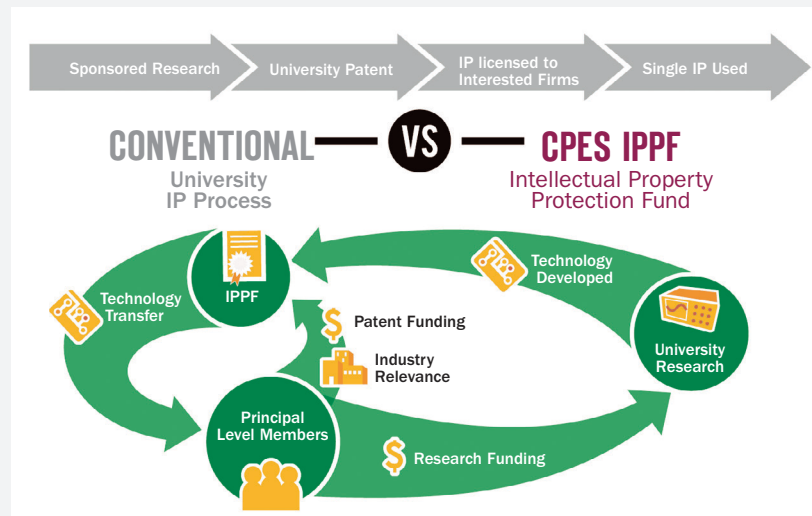 Sponsored Research
University Patent
IP licensed to
Interested Firms
Single IP Used
CONVENTIONAL
University
IP Process
VS
CPES IPPF
Intellectual Property
Protection Fund
IPPF
Technology
Transfer
Technology
Developed
$ Patent Funding
Industry
Relevance
University
Research
Principal
Level Members
$ Research Funding